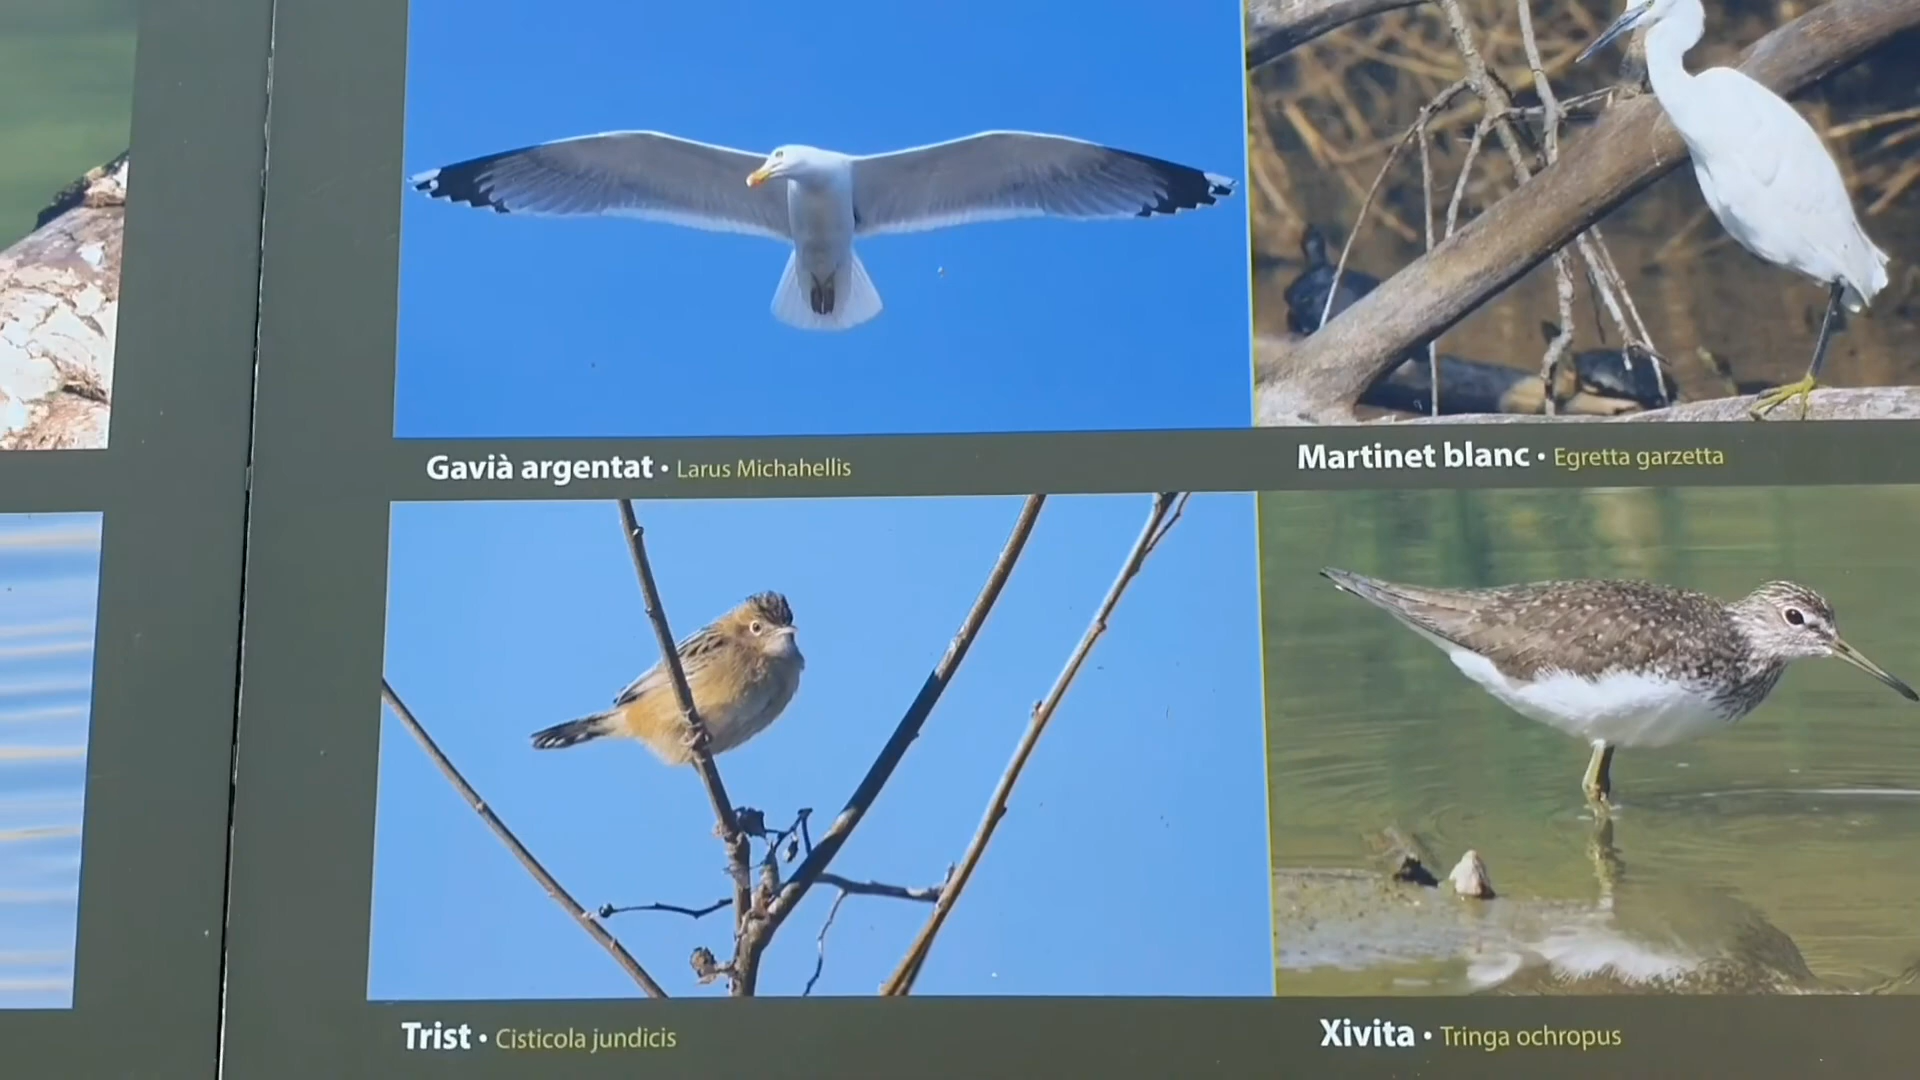 Gavià argentat • Larus Michahellis
Martinet blanc • Egretta garzetta
Trist • Cisticola jundicis
Xivita • Tringa ochropus